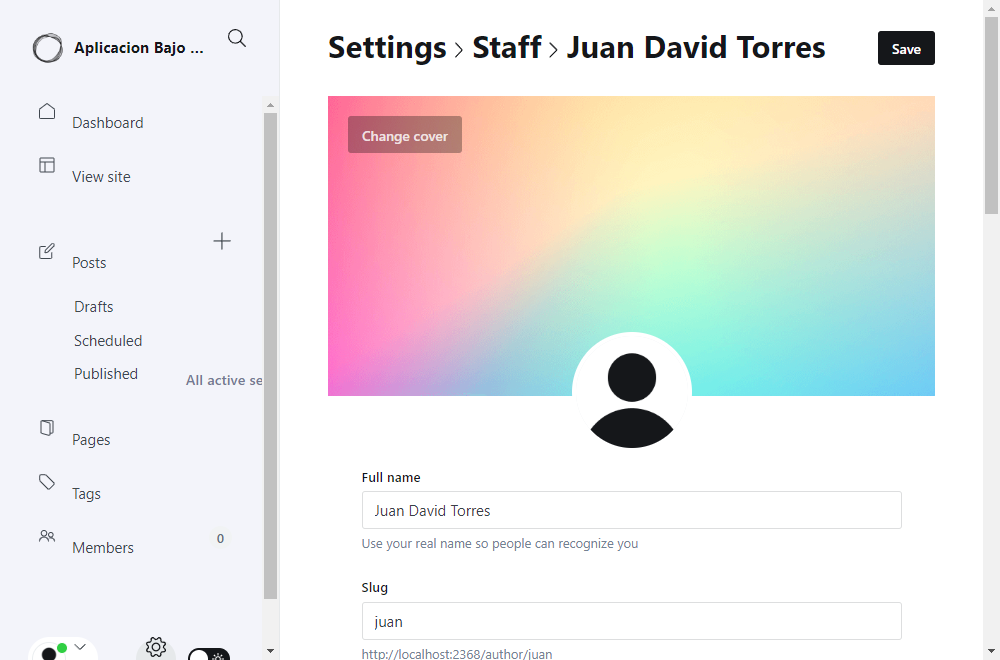 Aplicacion Bajo ...
Dashboard
View site
Posts
Drafts
Scheduled
Published
All active se
Pages
Tags
Members
0
Settings > Staff > Juan David Torres
Save
Change cover
Full name
Juan David Torres
Use your real name so people can recognize you
Slug
juan
http://localhost:2368/author/juan